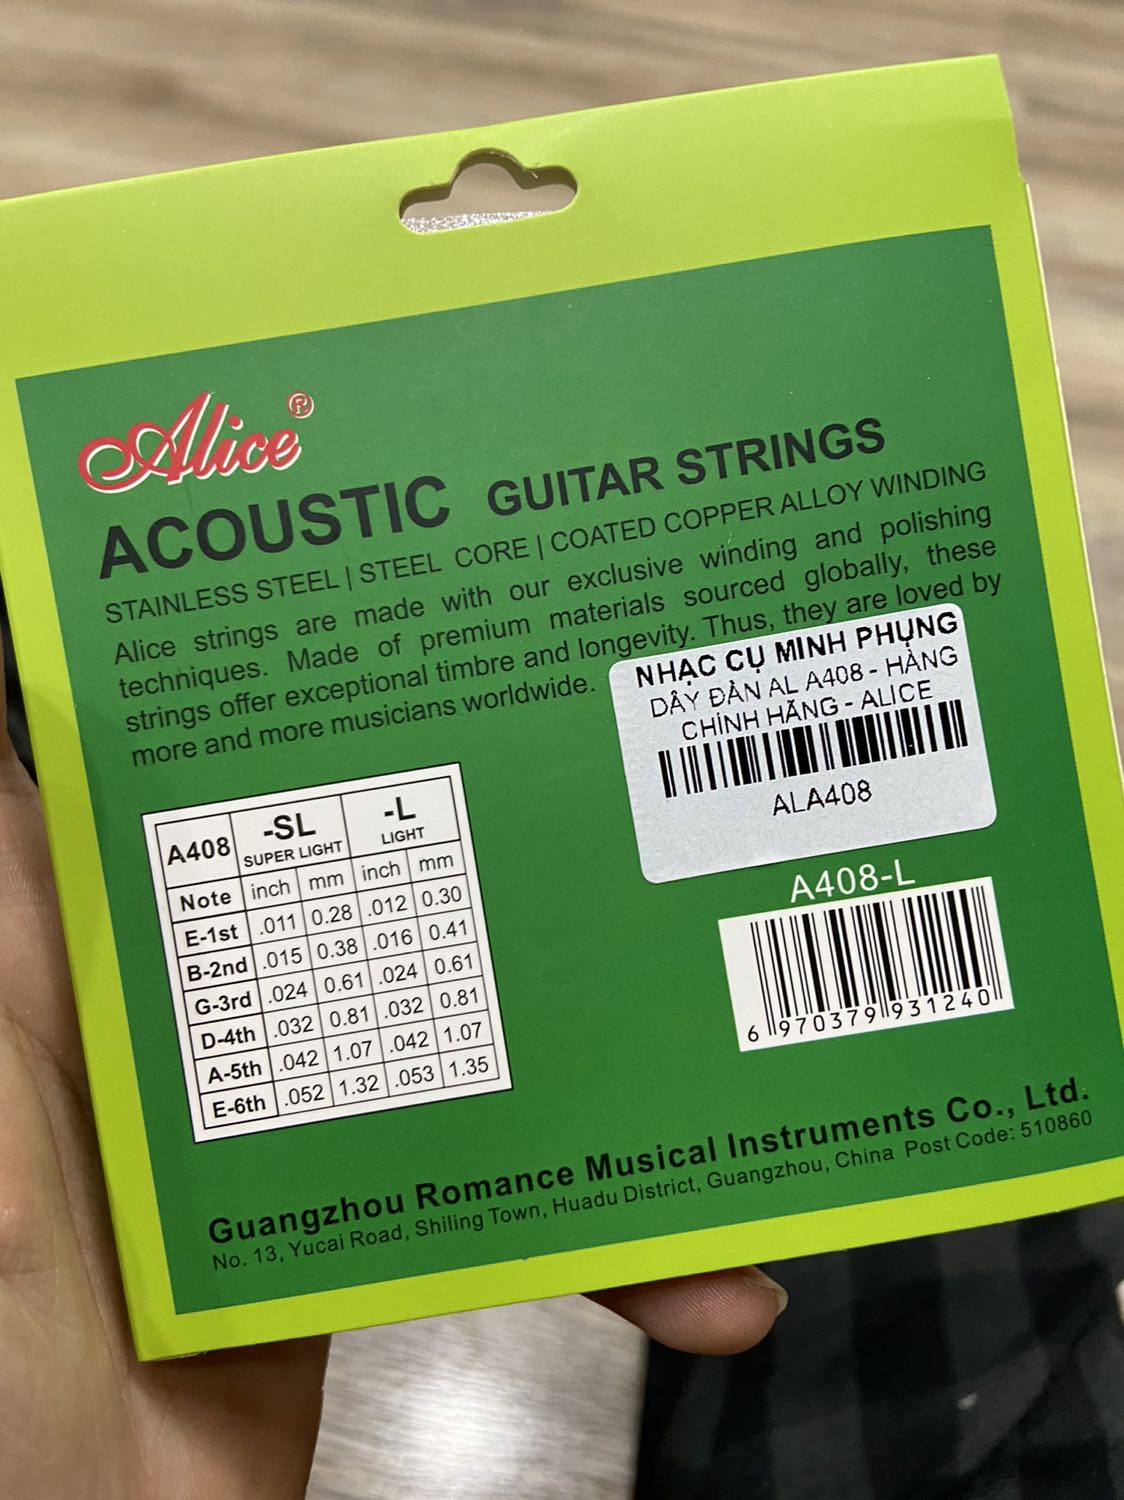 Alice®
ACOUSTIC GUITAR STRINGS
STAINLESS STEEL | STEEL CORE | COATED COPPER ALLOY WINDING
Alice strings are made with our exclusive winding and polishing
techniques. Made of premium materials sourced globally, these
strings offer exceptional timbre and longevity. Thus, they are loved by
more and more musicians worldwide.
NHẠC CỤ MINH PHỤNG
DÂY ĐÀN AL A408 - HÀNG
CHÍNH HÃNG - ALICE
ALA408
A408 -SL SUPER LIGHT -L LIGHT
Note inch mm inch mm
E-1st .011 0.28 .012 0.30
B-2nd .015 0.38 .016 0.41
G-3rd .024 0.61 .024 0.61
D-4th .032 0.81 .032 0.81
A-5th .042 1.07 .042 1.07
E-6th .052 1.32 .053 1.35
A408-L
6 970379 931240
Guangzhou Romance Musical Instruments Co., Ltd.
No. 13, Yucai Road, Shiling Town, Huadu District, Guangzhou, China Post Code: 510860